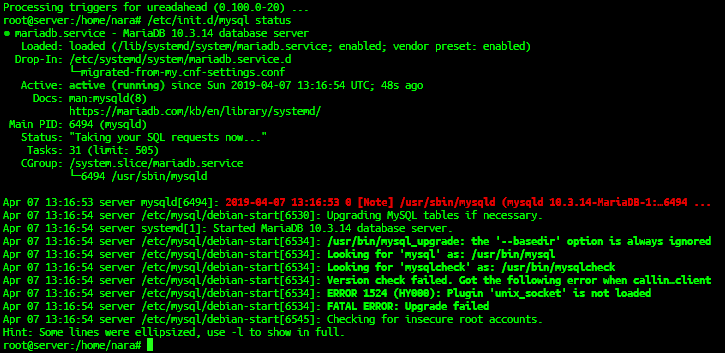 Processing triggers for ureadahead (0.100.0-20) ...
root@server:/home/nara# /etc/init.d/mysql status
● mariadb.service - MariaDB 10.3.14 database server
   Loaded: loaded (/lib/systemd/system/mariadb.service; enabled; vendor preset: enabled)
  Drop-In: /etc/systemd/system/mariadb.service.d
           └─migrated-from-my.cnf-settings.conf
   Active: active (running) since Sun 2019-04-07 13:16:54 UTC; 48s ago
     Docs: man:mysqld(8)
           https://mariadb.com/kb/en/library/systemd/
 Main PID: 6494 (mysqld)
   Status: "Taking your SQL requests now..."
    Tasks: 31 (limit: 505)
   CGroup: /system.slice/mariadb.service
           └─6494 /usr/sbin/mysqld

Apr 07 13:16:53 server mysqld[6494]: 2019-04-07 13:16:53 0 [Note] /usr/sbin/mysqld (mysqld 10.3.14-MariaDB-1:…6494 ...
Apr 07 13:16:54 server /etc/mysql/debian-start[6530]: Upgrading MySQL tables if necessary.
Apr 07 13:16:54 server systemd[1]: Started MariaDB 10.3.14 database server.
Apr 07 13:16:54 server /etc/mysql/debian-start[6534]: /usr/bin/mysql_upgrade: the '--basedir' option is always ignored
Apr 07 13:16:54 server /etc/mysql/debian-start[6534]: Looking for 'mysql' as: /usr/bin/mysql
Apr 07 13:16:54 server /etc/mysql/debian-start[6534]: Looking for 'mysqlcheck' as: /usr/bin/mysqlcheck
Apr 07 13:16:54 server /etc/mysql/debian-start[6534]: Version check failed. Got the following error when callin…client
Apr 07 13:16:54 server /etc/mysql/debian-start[6534]: ERROR 1524 (HY000): Plugin 'unix_socket' is not loaded
Apr 07 13:16:54 server /etc/mysql/debian-start[6534]: FATAL ERROR: Upgrade failed
Apr 07 13:16:54 server /etc/mysql/debian-start[6545]: Checking for insecure root accounts.
Hint: Some lines were ellipsized, use -l to show in full.
root@server:/home/nara#